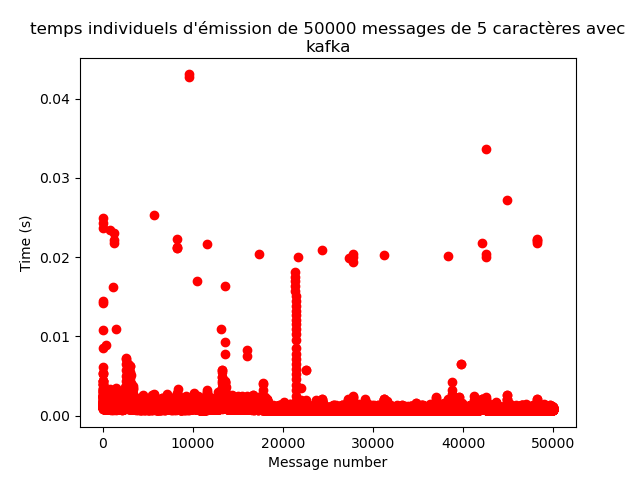 temps individuels d'émission de 50000 messages de 5 caractères avec
kafka
0.04
0.03
0.02
0.01
0.00
Time (s)
0 10000 20000 30000 40000 50000
Message number